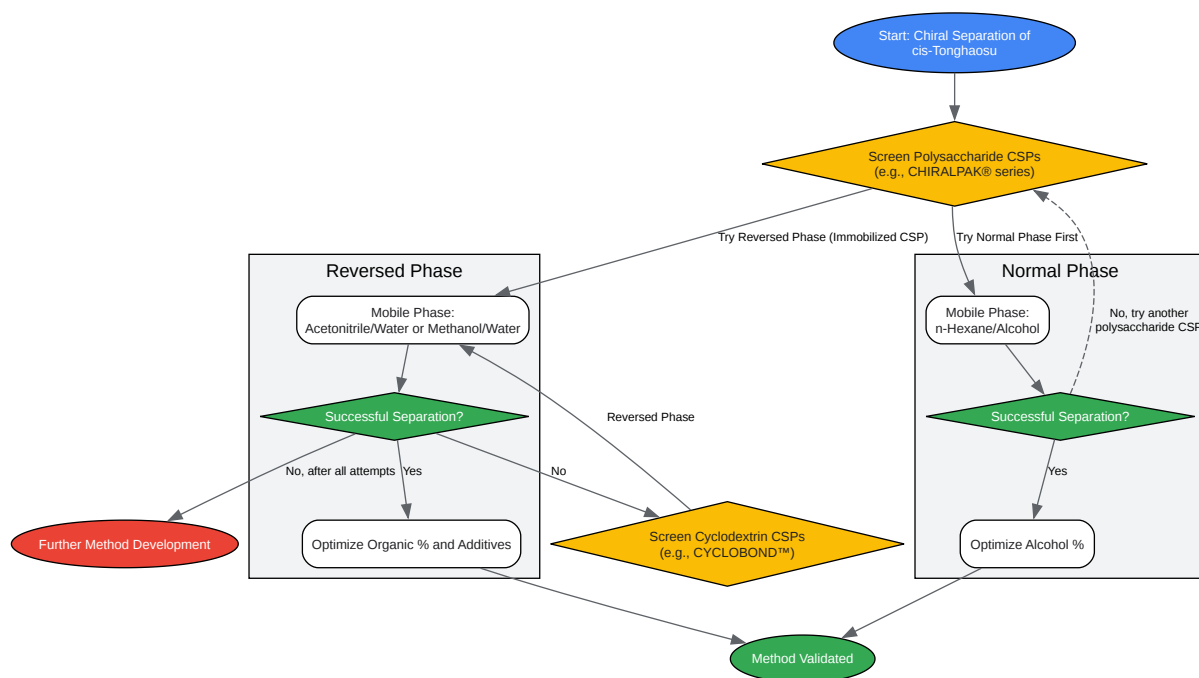 Start: Chiral Separation of
cis-Tonghaosu
Screen Polysaccharide CSPs
(e.g., CHIRALPAK® series)
Try Reversed Phase (Immobilized CSP)
Try Normal Phase First
Reversed Phase
Normal Phase
Mobile Phase:
Acetonitrile/Water or Methanol/Water
Mobile Phase:
n-Hexane/Alcohol
No, try another
polysaccharide CSP
Successful Separation?
Reversed Phase
Successful Separation?
No, after all attempts
Yes
No
Yes
Further Method Development
Optimize Organic % and Additives
Screen Cyclodextrin CSPs
(e.g., CYCLOBOND™)
Optimize Alcohol %
Method Validated